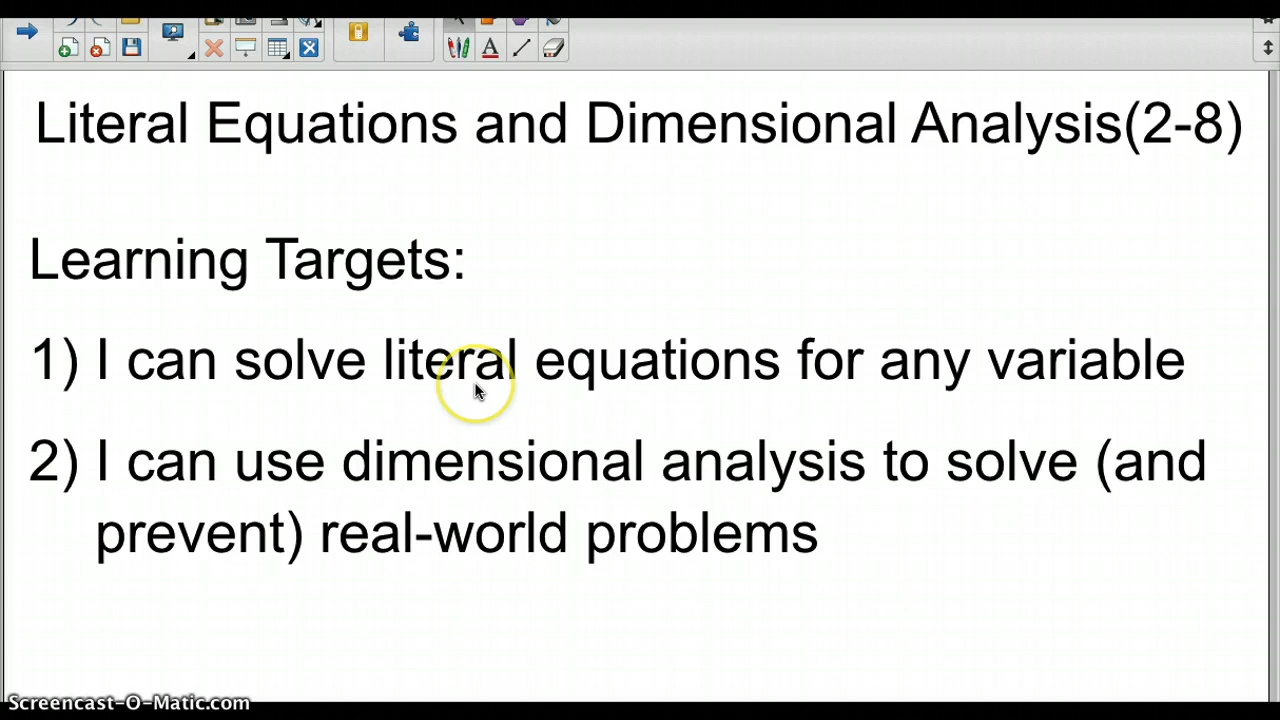 Literal Equations and Dimensional Analysis(2-8)
Learning Targets:
1) I can solve literal equations for any variable
2) I can use dimensional analysis to solve (and
prevent) real-world problems
Screencast-O-Matic.com